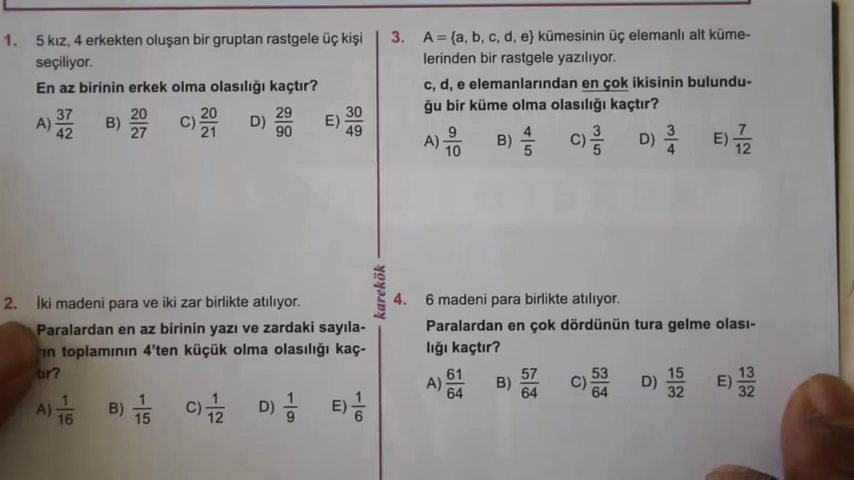 1. 5 kız, 4 erkekten oluşan bir gruptan rastgele üç kişi
seçiliyor.
En az birinin erkek olma olasılığı kaçtır?
A) 37/42 B) 20/27 C) 20/21 D) 29/90 E) 30/49
2. İki madeni para ve iki zar birlikte atılıyor.
Paralardan en az birinin yazı ve zardaki sayıla-
rın toplamının 4'ten küçük olma olasılığı kaç-
tır?
A) 1/16 B) 1/15 C) 1/12 D) 1/9 E) 1/6
karekök
3. A = {a, b, c, d, e} kümesinin üç elemanlı alt küme-
lerinden bir rastgele yazılıyor.
c, d, e elemanlarından en çok ikisinin bulundu-
ğu bir küme olma olasılığı kaçtır?
A) 9/10 B) 4/5 C) 3/5 D) 3/4 E) 7/12
4. 6 madeni para birlikte atılıyor.
Paralardan en çok dördünün tura gelme olası-
lığı kaçtır?
A) 61/64 B) 57/64 C) 53/64 D) 15/32 E) 13/32